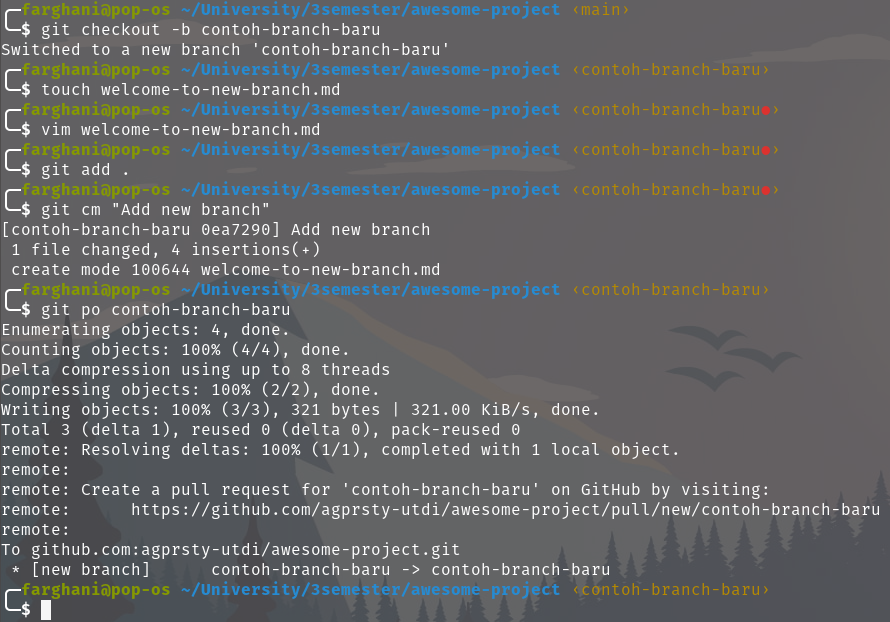 farghani@pop-os ~/University/3semester/awesome-project ‹main›
$ git checkout -b contoh-branch-baru
Switched to a new branch 'contoh-branch-baru'
farghani@pop-os ~/University/3semester/awesome-project ‹contoh-branch-baru›
$ touch welcome-to-new-branch.md
farghani@pop-os ~/University/3semester/awesome-project ‹contoh-branch-baru●›
$ vim welcome-to-new-branch.md
farghani@pop-os ~/University/3semester/awesome-project ‹contoh-branch-baru●›
$ git add .
farghani@pop-os ~/University/3semester/awesome-project ‹contoh-branch-baru●›
$ git cm "Add new branch"
[contoh-branch-baru 0ea7290] Add new branch
 1 file changed, 4 insertions(+)
 create mode 100644 welcome-to-new-branch.md
farghani@pop-os ~/University/3semester/awesome-project ‹contoh-branch-baru›
$ git po contoh-branch-baru
Enumerating objects: 4, done.
Counting objects: 100% (4/4), done.
Delta compression using up to 8 threads
Compressing objects: 100% (2/2), done.
Writing objects: 100% (3/3), 321 bytes | 321.00 KiB/s, done.
Total 3 (delta 1), reused 0 (delta 0), pack-reused 0
remote: Resolving deltas: 100% (1/1), completed with 1 local object.
remote:
remote: Create a pull request for 'contoh-branch-baru' on GitHub by visiting:
remote:      https://github.com/agprsty-utdi/awesome-project/pull/new/contoh-branch-baru
remote:
To github.com:agprsty-utdi/awesome-project.git
 * [new branch]      contoh-branch-baru -> contoh-branch-baru
farghani@pop-os ~/University/3semester/awesome-project ‹contoh-branch-baru›
$